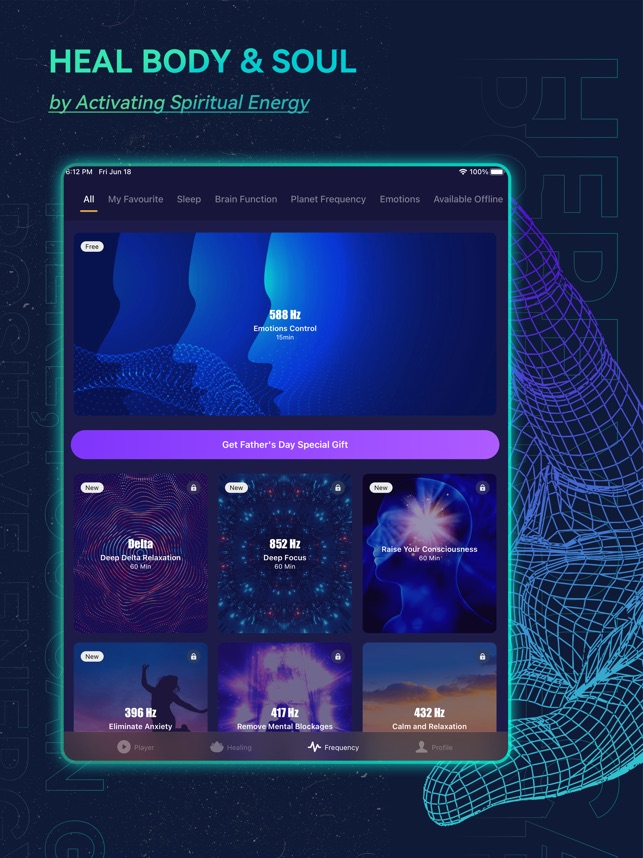 HEAL BODY & SOUL
by Activating Spiritual Energy
6:12 PM Fri Jun 18
100%
All My Favourite Sleep Brain Function Planet Frequency Emotions Available Offline
Free
588 Hz
Emotions Control
15min
Get Father's Day Special Gift
New
Delta
Deep Delta Relaxation
60 Min
New
852 Hz
Deep Focus
60 Min
New
Raise Your Consciousness
60 Min
New
396 Hz
Eliminate Anxiety
417 Hz
Remove Mental Blockages
432 Hz
Calm and Relaxation
Player Healing Frequency Profile